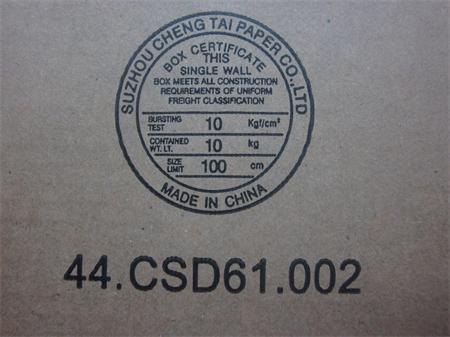 SUZHOU CHENG TAI PAPER CO.,LTD
BOX CERTIFICATE
THIS
SINGLE WALL
BOX MEETS ALL CONSTRUCTION
REQUIREMENTS OF UNIFORM
FREIGHT CLASSIFICATION
BURSTING TEST 10 Kgf/cm²
CONTAINED WT. LT. 10 kg
SIZE LIMIT 100 cm
MADE IN CHINA
44.CSD61.002